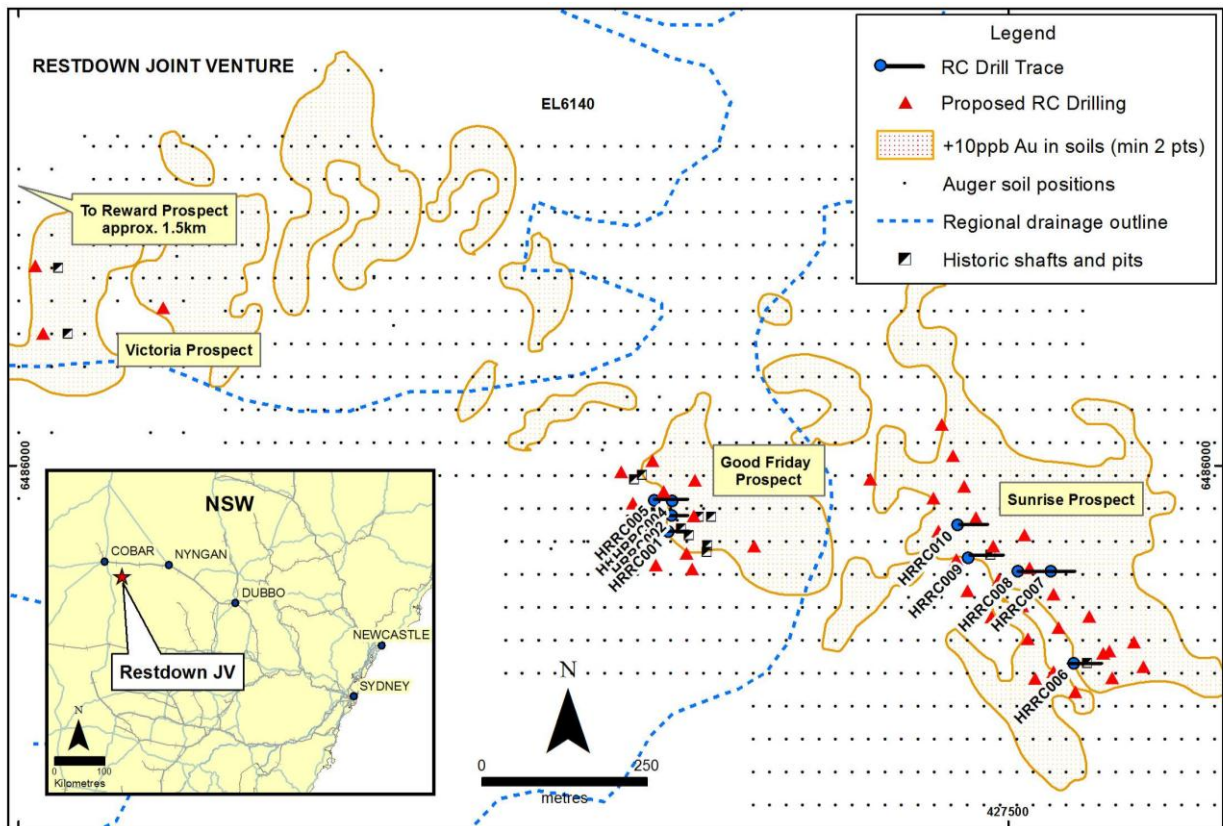 RESTDOWN JOINT VENTURE
EL6140
Legend
RC Drill Trace
Proposed RC Drilling
+10ppb Au in soils (min 2 pts)
Auger soil positions
Regional drainage outline
Historic shafts and pits
To Reward Prospect
approx. 1.5km
Victoria Prospect
6486000
6486000
Good Friday
Prospect
Sunrise Prospect
HRRC005
HRRC004
HRRC002
HRRC001
HRRC010
HRRC009
HRRC008
HRRC007
HRRC006
NSW
COBAR
NYNGAN
DUBBO
NEWCASTLE
SYDNEY
Restdown JV
N
0 100
Kilometres
N
0 250
metres
427500